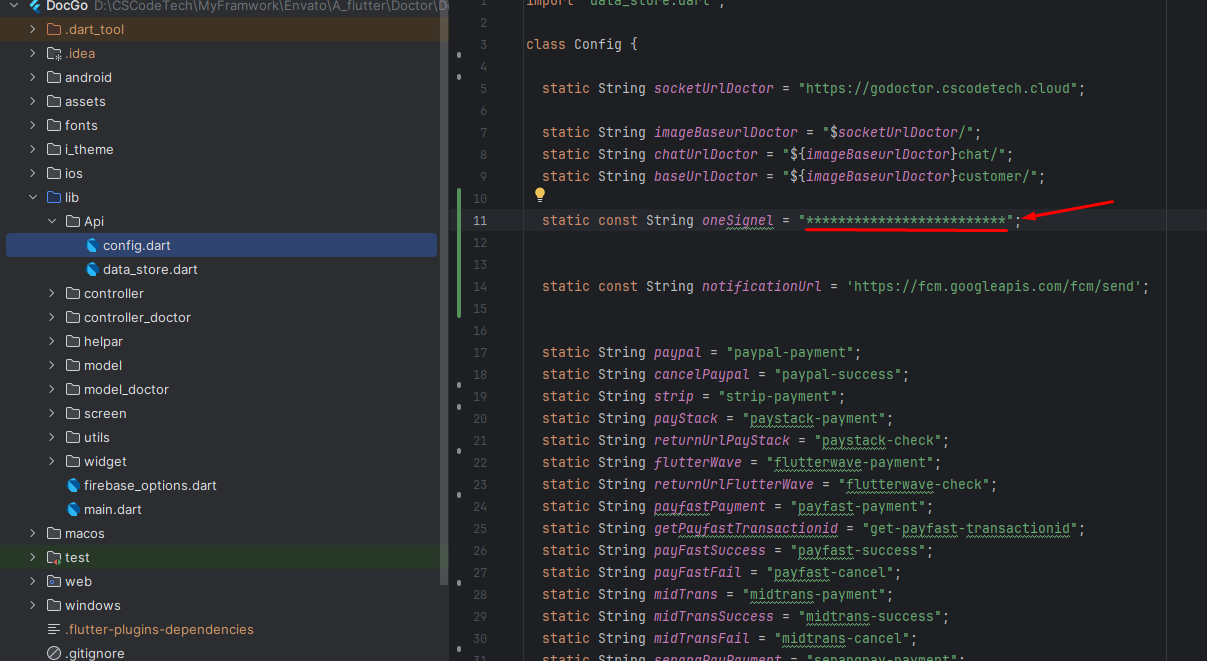 DocGo D:\CSCodeTech\MyFramwork\Envato\A_flutter\Doctor\D
.dart_tool
.idea
android
assets
fonts
i_theme
ios
lib
Api
config.dart
data_store.dart
controller
controller_doctor
helpar
model
model_doctor
screen
utils
widget
firebase_options.dart
main.dart
macos
test
web
windows
.flutter-plugins-dependencies
.gitignore
1 import 'data_store.dart';
2
3 class Config {
4
5 static String socketUrlDoctor = "https://godoctor.cscodetech.cloud";
6
7 static String imageBaseurlDoctor = "$socketUrlDoctor/";
8 static String chatUrlDoctor = "${imageBaseurlDoctor}chat/";
9 static String baseUrlDoctor = "${imageBaseurlDoctor}customer/";
10
11 static const String oneSignel = "*************************";
12
13
14 static const String notificationUrl = 'https://fcm.googleapis.com/fcm/send';
15
16
17 static String paypal = "paypal-payment";
18 static String cancelPaypal = "paypal-success";
19 static String strip = "strip-payment";
20 static String payStack = "paystack-payment";
21 static String returnUrlPayStack = "paystack-check";
22 static String flutterWave = "flutterwave-payment";
23 static String returnUrlFlutterWave = "flutterwave-check";
24 static String payfastPayment = "payfast-payment";
25 static String getPayfastTransactionid = "get-payfast-transactionid";
26 static String payFastSuccess = "payfast-success";
27 static String payFastFail = "payfast-cancel";
28 static String midTrans = "midtrans-payment";
29 static String midTransSuccess = "midtrans-success";
30 static String midTransFail = "midtrans-cancel";
31 static String senangPayPayment = "senangpay-payment";